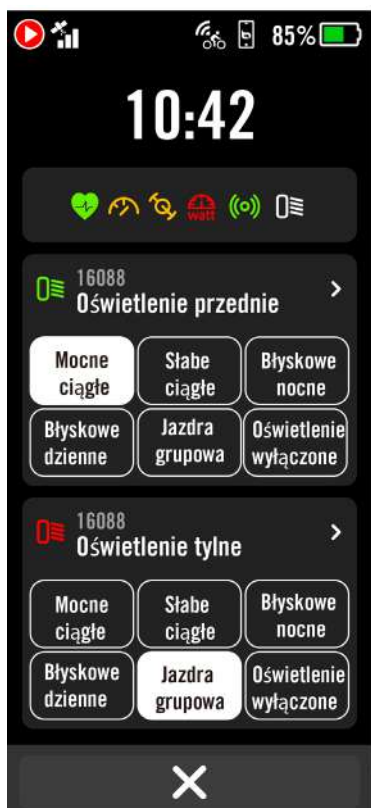 85%
10:42
watt
16088
Oświetlenie przednie
Mocne Słabe Błyskowe
ciągłe ciągłe nocne
Błyskowe Jazdra Oświetlenie
dzienne grupowa wyłączone
16088
Oświetlenie tylne
Mocne Słabe Błyskowe
ciągłe ciągłe nocne
Błyskowe Jazdra Oświetlenie
dzienne grupowa wyłączone